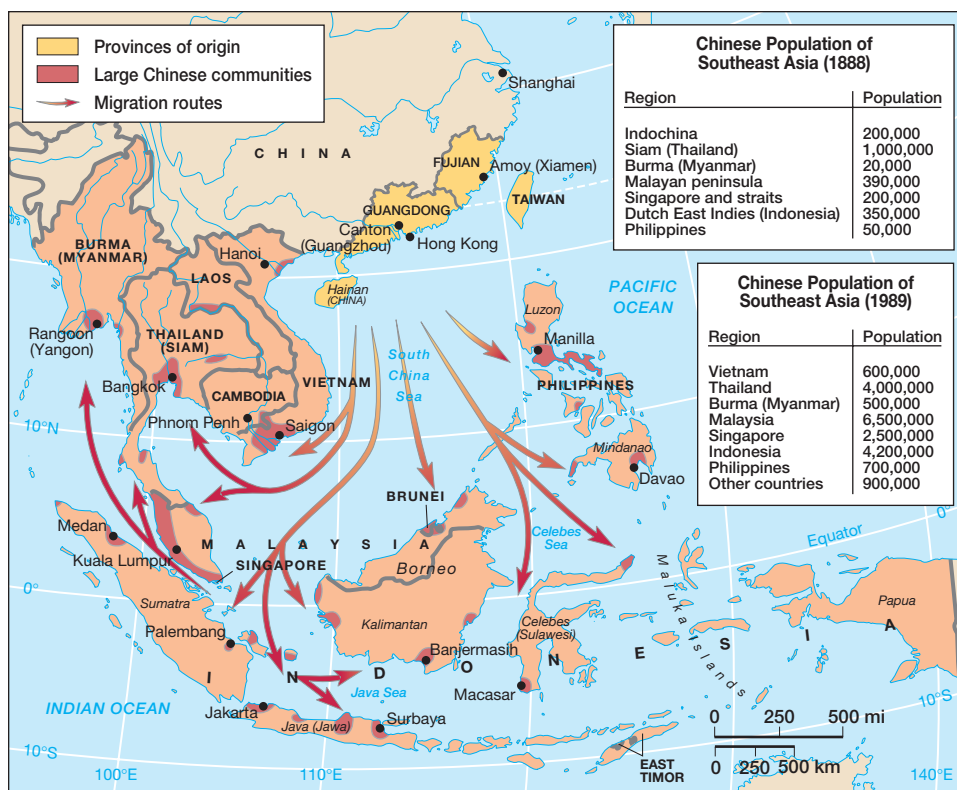 Provinces of origin
Large Chinese communities
Migration routes
Chinese Population of
Southeast Asia (1888)
Region Population
Indochina 200,000
Siam (Thailand) 1,000,000
Burma (Myanmar) 20,000
Malayan peninsula 390,000
Singapore and straits 200,000
Dutch East Indies (Indonesia) 350,000
Philippines 50,000
Chinese Population of
Southeast Asia (1989)
Region Population
Vietnam 600,000
Thailand 4,000,000
Burma (Myanmar) 500,000
Malaysia 6,500,000
Singapore 2,500,000
Indonesia 4,200,000
Philippines 700,000
Other countries 900,000
Shanghai
CHINA
FUJIAN
Amoy (Xiamen)
TAIWAN
GUANGDONG
Canton
(Guangzhou)
Hong Kong
BURMA
(MYANMAR)
Hanoi
LAOS
Hainan
(CHINA)
PACIFIC
OCEAN
Luzon
Rangoon
(Yangon)
THAILAND
(SIAM)
Manilla
South
China
Sea
Bangkok
VIETNAM
PHILIPPINES
CAMBODIA
Phnom Penh
Saigon
10°N
Mindanao
Davao
BRUNEI
Medan
MALAYSIA
Celebes
Sea
Equator
0°
Kuala Lumpur
SINGAPORE
Borneo
0°
Sumatra
Maluka Islands
Papua
Palembang
Kalimantan
Celebes
(Sulawesi)
Banjermasih
INDONESIA
Macasar
Java Sea
INDIAN OCEAN
Jakarta
Java (Jawa)
Surbaya
10°S
0 250 500 mi
0 250 500 km
EAST
TIMOR
10°S
100°E
110°E
140°E